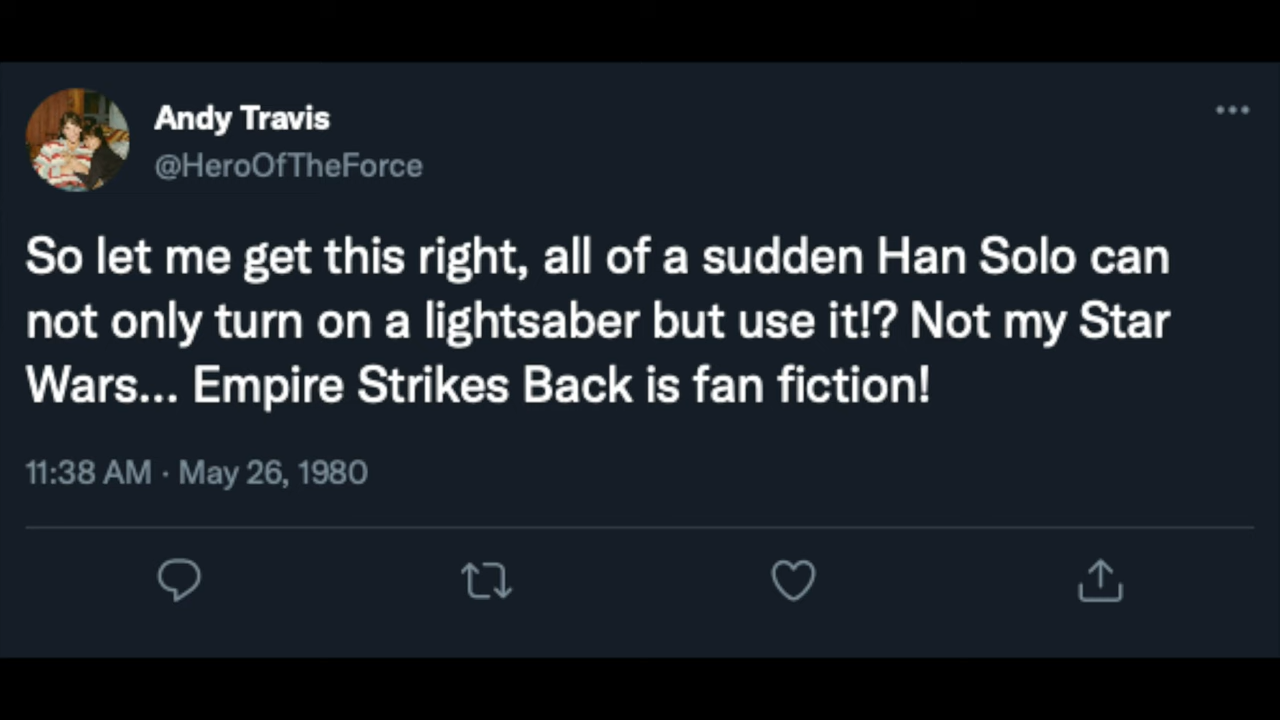 Andy Travis
@HeroOfTheForce
So let me get this right, all of a sudden Han Solo can
not only turn on a lightsaber but use it!? Not my Star
Wars... Empire Strikes Back is fan fiction!
11:38 AM · May 26, 1980